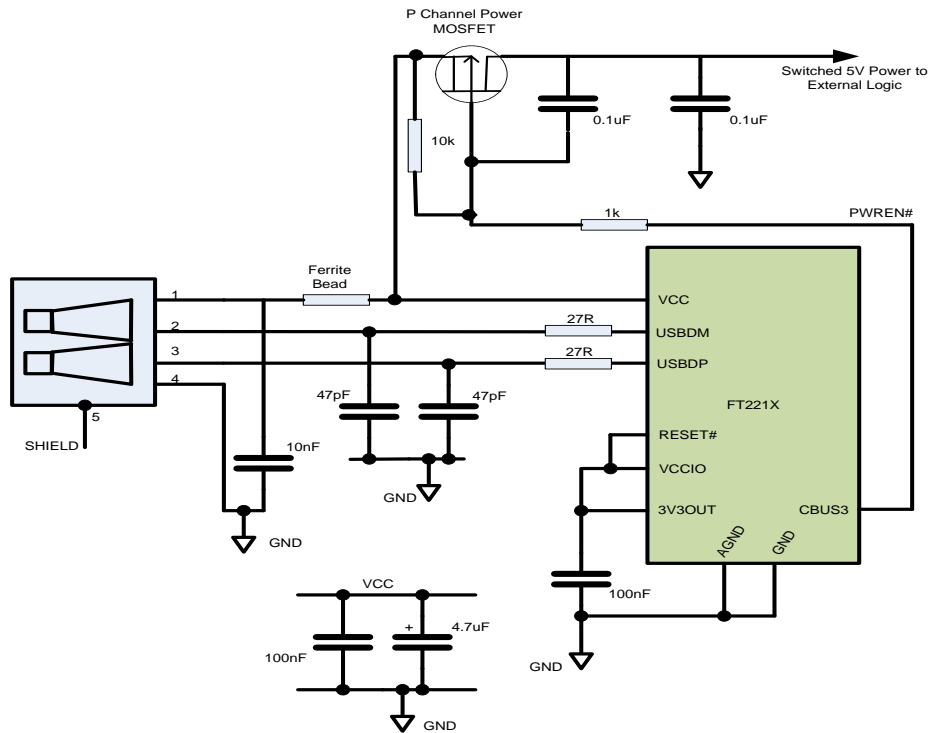 P Channel Power
MOSFET
Switched 5V Power to
External Logic
0.1uF
0.1uF
10k
1k
PWREN#
Ferrite
Bead
1
VCC
27R
2
USBDM
27R
3
USBDP
4
47pF
47pF
FT221X
5
SHIELD
10nF
RESET#
VCCIO
GND
3V3OUT
CBUS3
GND
AGND
GND
VCC
100nF
+
4.7uF
100nF
GND
GND